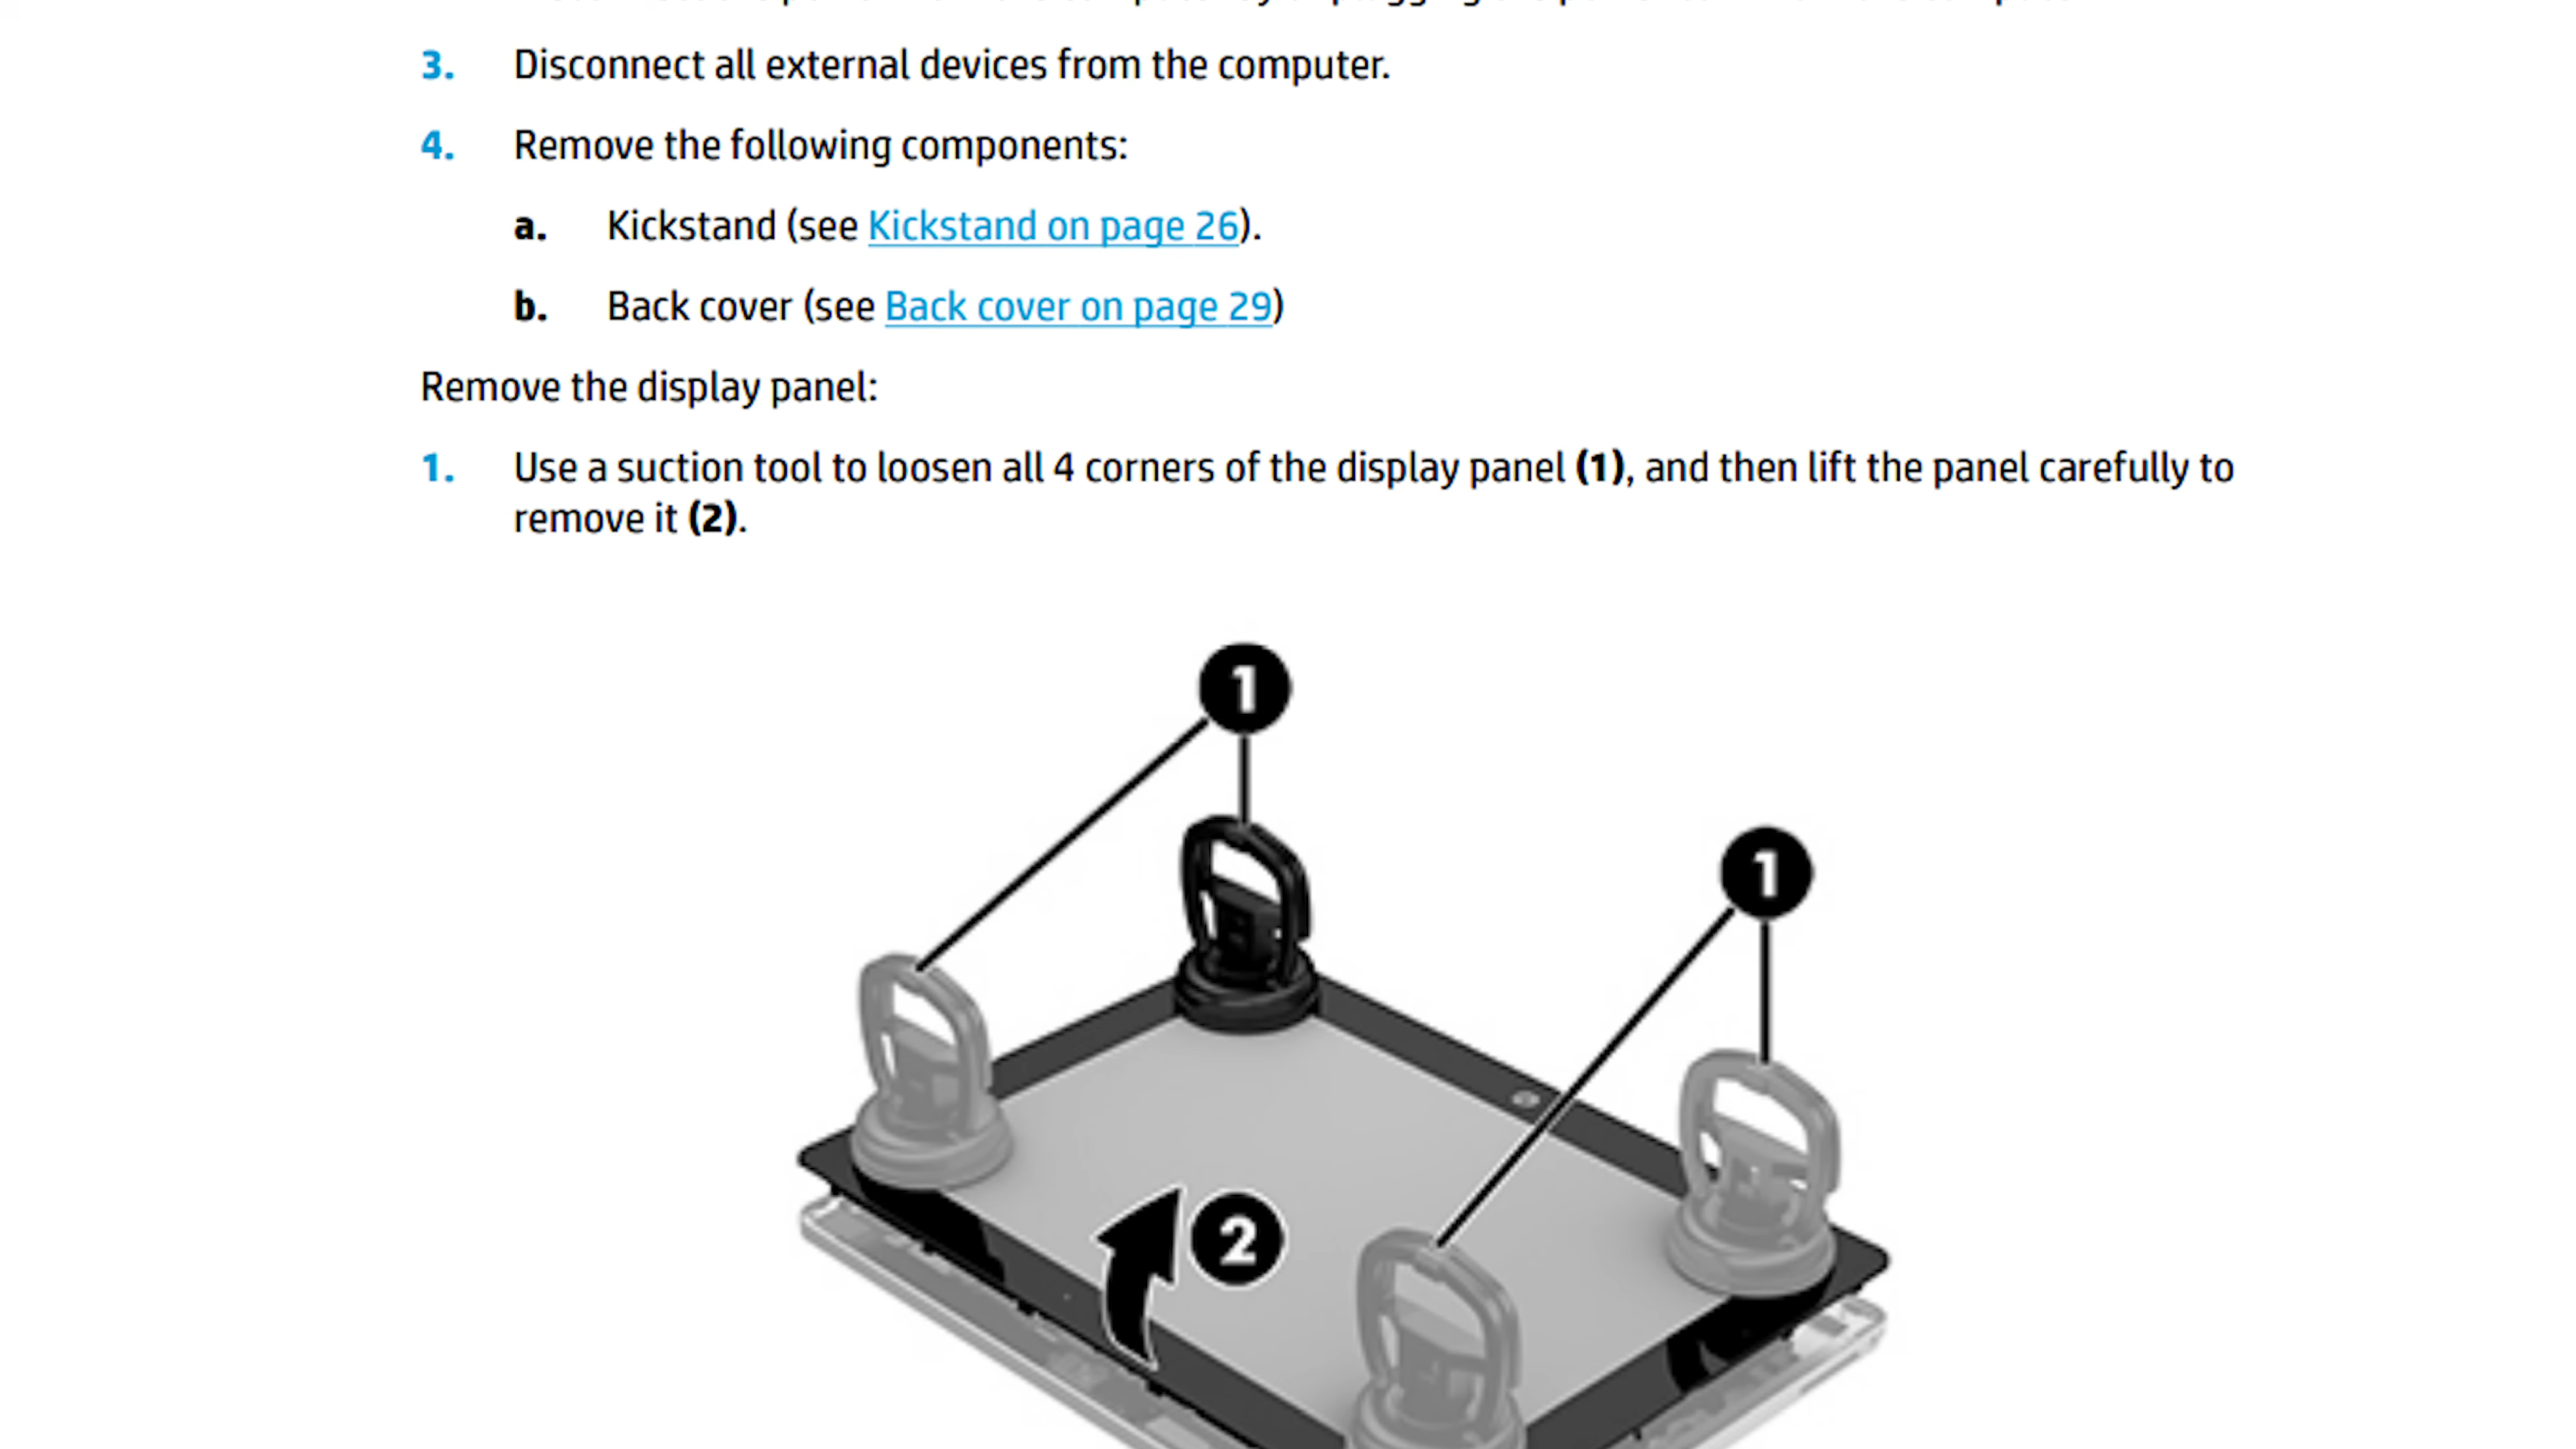 3. Disconnect all external devices from the computer.
4. Remove the following components:
a. Kickstand (see Kickstand on page 26).
b. Back cover (see Back cover on page 29)
Remove the display panel:
1. Use a suction tool to loosen all 4 corners of the display panel (1), and then lift the panel carefully to
remove it (2).
1
1
2